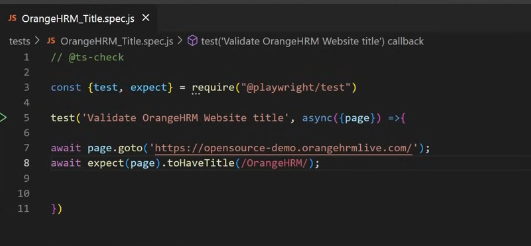 JS OrangeHRM_Title.spec.js ×
tests > JS OrangeHRM_Title.spec.js > test('Validate OrangeHRM Website title') callback
1 // @ts-check
2
3 const {test, expect} = require("@playwright/test")
4
5 test('Validate OrangeHRM Website title', async({page}) =>{
6
7 await page.goto('https://opensource-demo.orangehrmlive.com/');
8 await expect(page).toHaveTitle(/OrangeHRM/);
9
10
11 })